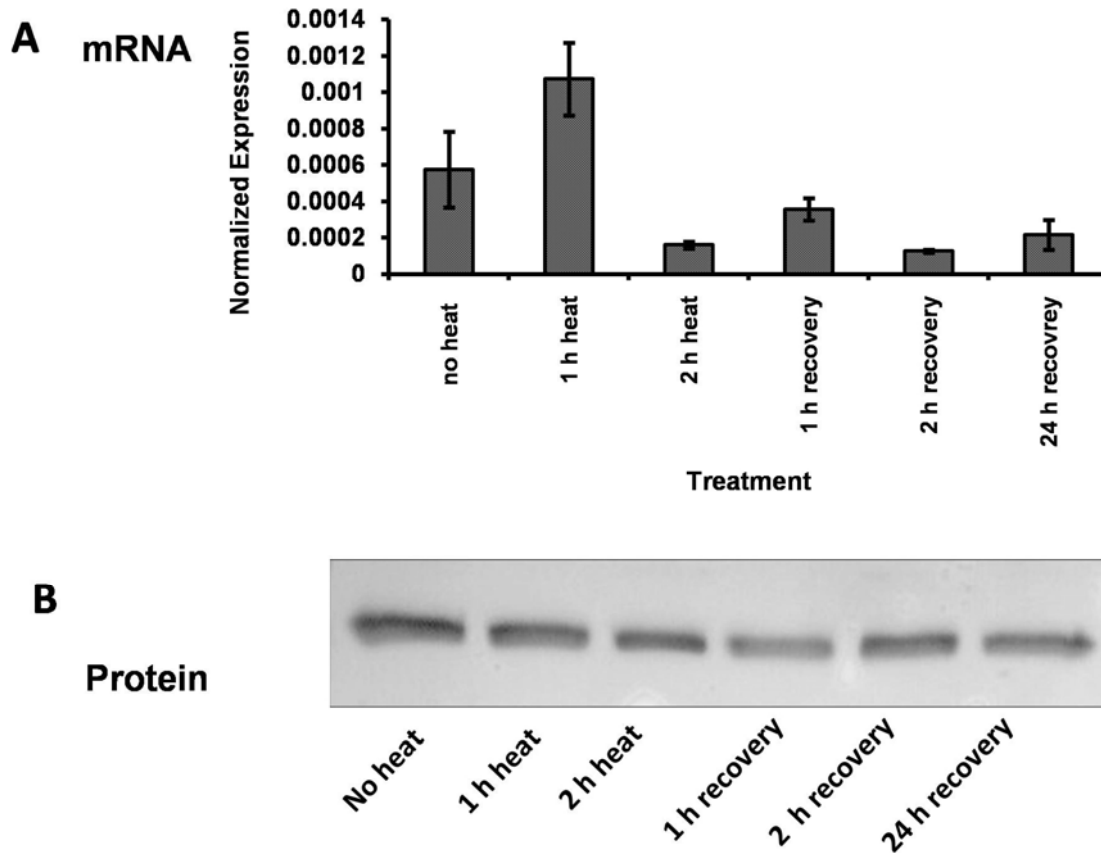 A mRNA
Normalized Expression
0.0014
0.0012
0.001
0.0008
0.0006
0.0004
0.0002
0
no heat
1 h heat
2 h heat
1 h recovery
2 h recovery
24 h recovrey
Treatment
B
Protein
No heat
1 h heat
2 h heat
1 h recovery
2 h recovery
24 h recovery